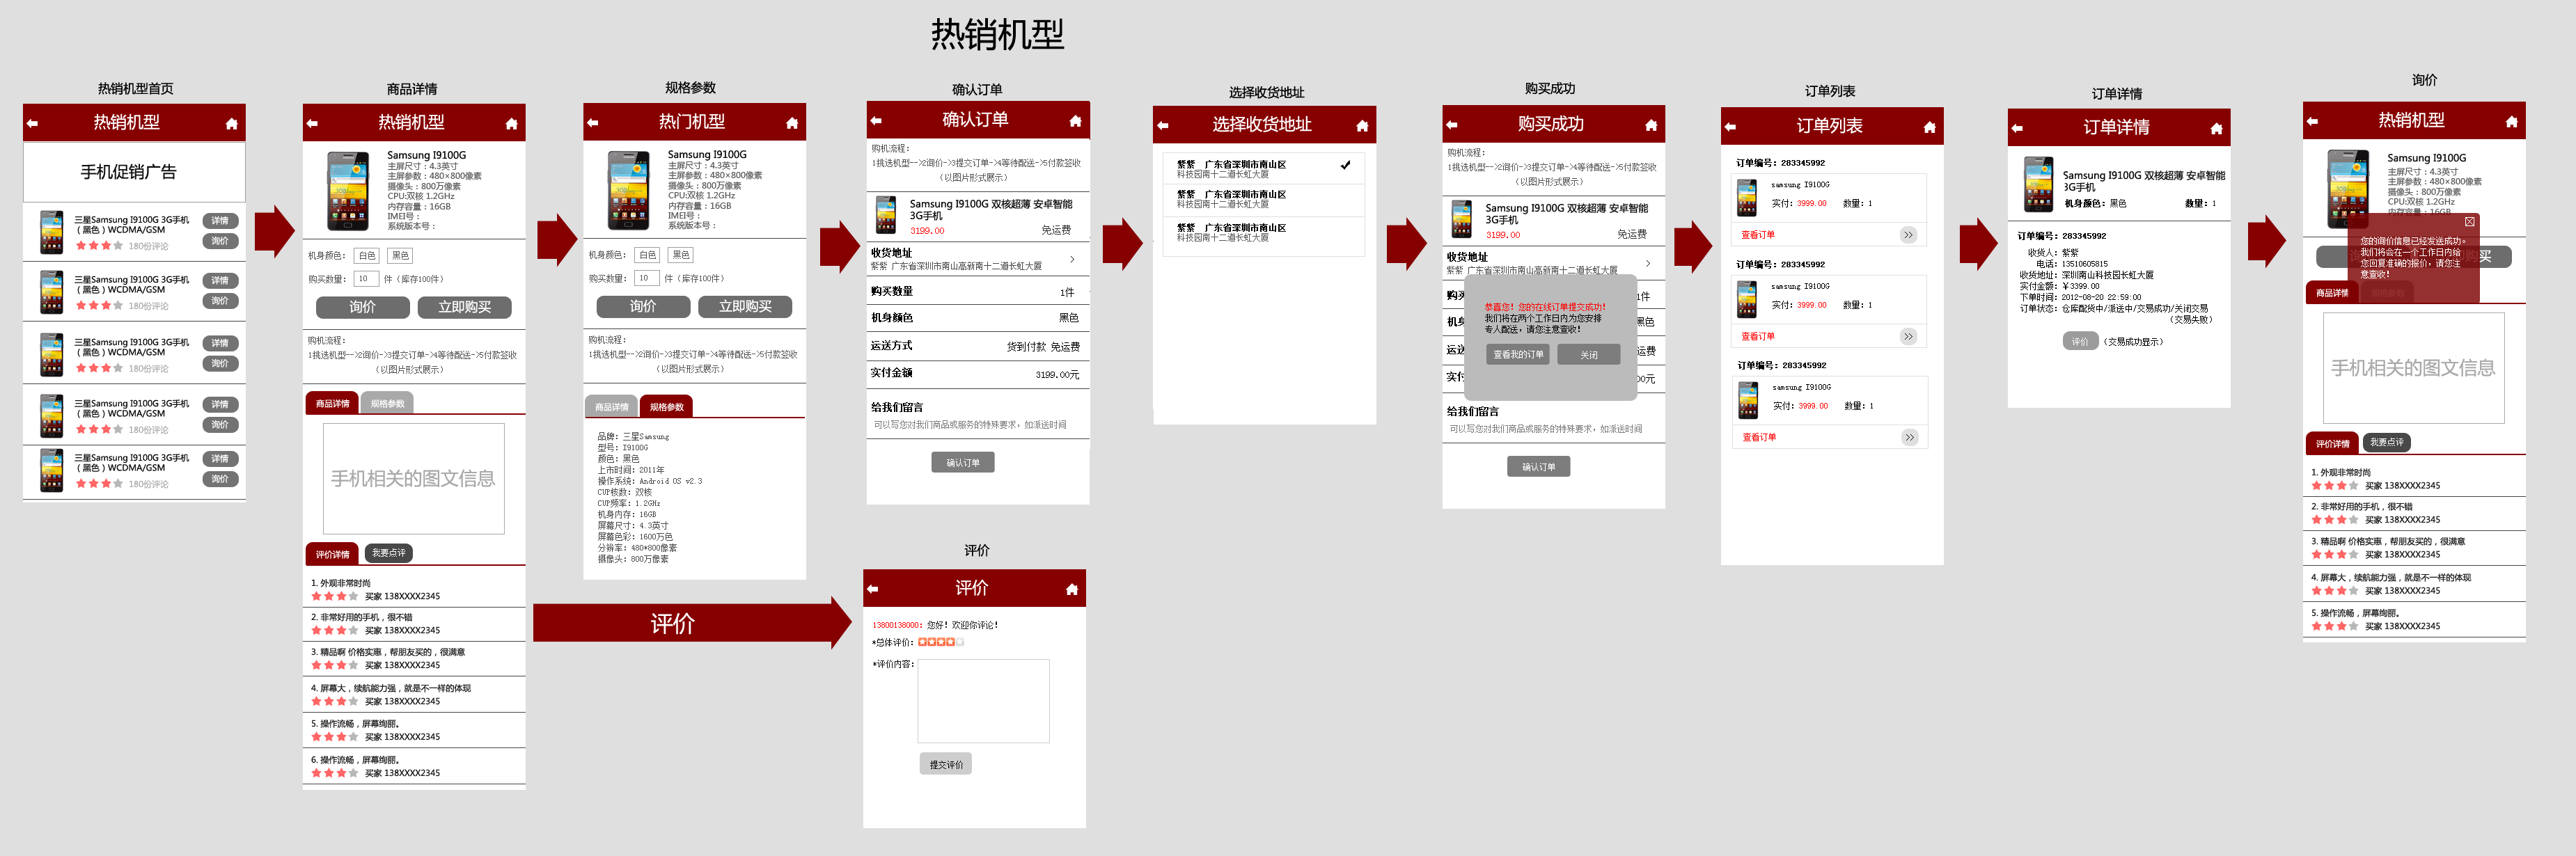 热销机型
热销机型首页
热销机型
手机促销广告
三星Samsung I9100G 3G手机
（黑色）WCDMA/GSM
180份评论
详情
询价
三星Samsung I9100G 3G手机
（黑色）WCDMA/GSM
180份评论
详情
询价
三星Samsung I9100G 3G手机
（黑色）WCDMA/GSM
180份评论
详情
询价
三星Samsung I9100G 3G手机
（黑色）WCDMA/GSM
180份评论
详情
询价
三星Samsung I9100G 3G手机
（黑色）WCDMA/GSM
180份评论
详情
询价
商品详情
热销机型
Samsung I9100G
主屏尺寸：4.3英寸
主屏参数：480×800像素
摄像头：800万像素
CPU:双核 1.2GHz
内存容量：16GB
IMEI号：
系统版本号：
机身颜色： 白色 黑色
购买数量： 10 件（库存100件）
询价 立即购买
购机流程：
1挑选机型-->2询价->3提交订单->4等待配送->5付款签收
（以图片形式展示）
商品详情 规格参数
手机相关的图文信息
评价详情 我要点评
1. 外观非常时尚
买家 138XXXX2345
2. 非常好用的手机，很不错
买家 138XXXX2345
3. 精品啊 价格实惠，帮朋友买的，很满意
买家 138XXXX2345
4. 屏幕大，续航能力强，就是不一样的体现
买家 138XXXX2345
5. 操作流畅，屏幕绚丽。
买家 138XXXX2345
6. 操作流畅，屏幕绚丽。
买家 138XXXX2345
规格参数
热门机型
Samsung I9100G
主屏尺寸：4.3英寸
主屏参数：480×800像素
摄像头：800万像素
CPU:双核 1.2GHz
内存容量：16GB
IMEI号：
系统版本号：
机身颜色： 白色 黑色
购买数量： 10 件（库存100件）
询价 立即购买
购机流程：
1挑选机型-->2询价->3提交订单->4等待配送->5付款签收
（以图片形式展示）
商品详情 规格参数
品牌：三星Samsung
型号：I9100G
颜色：黑色
上市时间：2011年
操作系统：Android OS v2.3
CUP核数：双核
CUP频率：1.2GHz
机身内存：16GB
屏幕尺寸：4.3英寸
屏幕色彩：1600万色
分辨率：480*800像素
摄像头：800万像素
评价
确认订单
确认订单
购机流程：
1挑选机型-->2询价->3提交订单->4等待配送->5付款签收
（以图片形式展示）
Samsung I9100G 双核超薄 安卓智能
3G手机
3199.00 免运费
收货地址
紫紫 广东省深圳市南山高新南十二道长虹大厦
购买数量 1件
机身颜色 黑色
运送方式 货到付款 免运费
实付金额 3199.00元
给我们留言
可以写您对我们商品或服务的特殊要求，如派送时间
确认订单
评价
评价
13800138000：您好！欢迎你评论！
*总体评价：
*评价内容：
提交评价
选择收货地址
选择收货地址
紫紫 广东省深圳市南山区
科技园南十二道长虹大厦
紫紫 广东省深圳市南山区
科技园南十二道长虹大厦
紫紫 广东省深圳市南山区
科技园南十二道长虹大厦
购买成功
购买成功
购机流程：
1挑选机型-->2询价->3提交订单->4等待配送->5付款签收
（以图片形式展示）
Samsung I9100G 双核超薄 安卓智能
3G手机
3199.00 免运费
收货地址
紫紫 广东省深圳市南山高新南十二道长虹大厦
购 1件
机身 黑色
运送 运费
实付 00元
恭喜您！您的在线订单提交成功！
我们将在两个工作日内为您安排
专人配送，请您注意查收！
查看我的订单 关闭
给我们留言
可以写您对我们商品或服务的特殊要求，如派送时间
确认订单
订单列表
订单列表
订单编号：283345992
samsung I9100G
实付：3999.00 数量：1
查看订单
订单编号：283345992
samsung I9100G
实付：3999.00 数量：1
查看订单
订单编号：283345992
samsung I9100G
实付：3999.00 数量：1
查看订单
订单详情
订单详情
Samsung I9100G 双核超薄 安卓智能
3G手机
机身颜色：黑色 数量：1
订单编号：283345992
收货人：紫紫
电话：13510605815
收货地址：深圳南山科技园长虹大厦
实付金额：￥3399.00
下单时间：2012-08-20 22:59:00
订单状态：仓库配货中/派送中/交易成功/关闭交易
（交易失败）
评价 （交易成功显示）
询价
热销机型
Samsung I9100G
主屏尺寸：4.3英寸
主屏参数：480×800像素
摄像头：800万像素
CPU:双核 1.2GHz
内存容量：16GB
您的询价信息已经发送成功。
我们将会在一个工作日内给
您回复准确的报价，请您注
意查收！
买
商品详情 规格参数
手机相关的图文信息
评价详情 我要点评
1. 外观非常时尚
买家 138XXXX2345
2. 非常好用的手机，很不错
买家 138XXXX2345
3. 精品啊 价格实惠，帮朋友买的，很满意
买家 138XXXX2345
4. 屏幕大，续航能力强，就是不一样的体现
买家 138XXXX2345
5. 操作流畅，屏幕绚丽。
买家 138XXXX2345